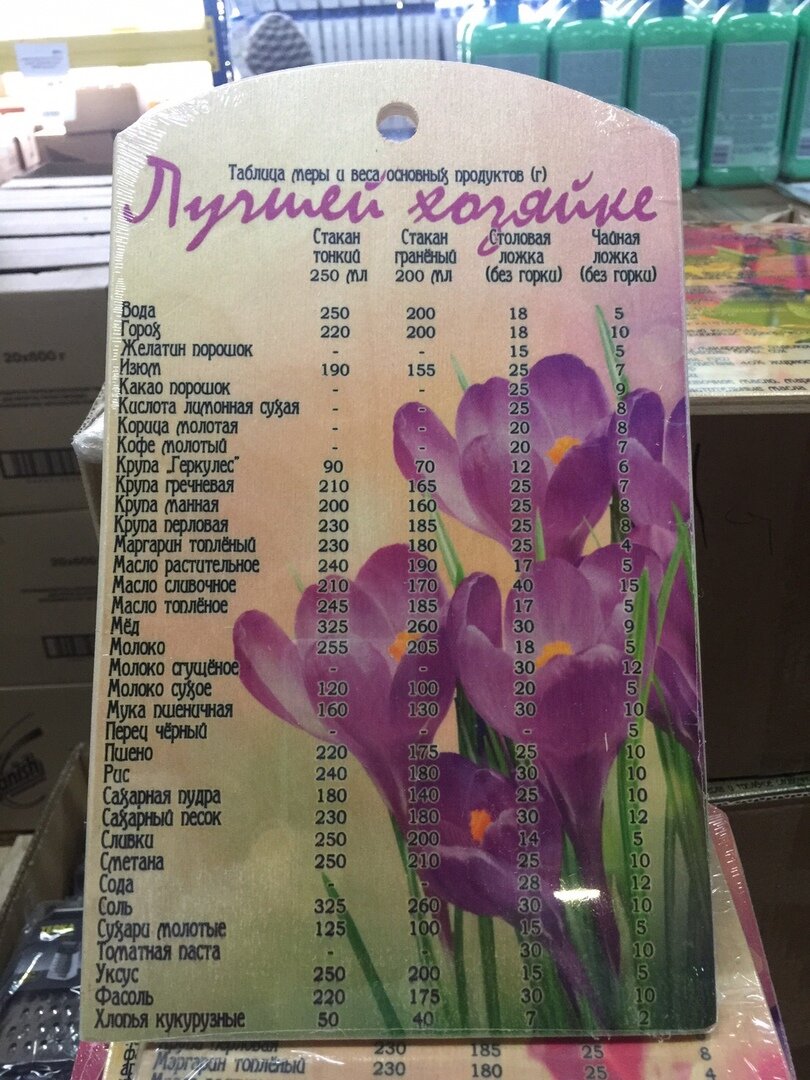 Таблица меры и веса основных продуктов (г)
Лучшей хозяйке
Стакан тонкий 250 мл Стакан гранёный 200 мл Столовая ложка (без горки) Чайная ложка (без горки)
Вода 250 200 18 5
Горох 220 200 18 10
Желатин порошок - - 15 5
Изюм 190 155 25 7
Какао порошок - - 25 9
Кислота лимонная сухая - - 25 8
Корица молотая - - 20 8
Кофе молотый - - 20 7
Крупа „Геркулес" 90 70 12 6
Крупа гречневая 210 165 25 7
Крупа манная 200 160 25 8
Крупа перловая 230 185 25 8
Маргарин топлёный 230 180 25 4
Масло растительное 240 190 17 5
Масло сливочное 210 170 40 15
Масло топлёное 245 185 17 5
Мёд 325 260 30 9
Молоко 255 205 18 5
Молоко сгущёное - - 30 12
Молоко сухое 120 100 20 5
Мука пшеничная 160 130 30 10
Перец чёрный - - - 5
Пшено 220 175 25 10
Рис 240 180 30 10
Сахарная пудра 180 140 25 10
Сахарный песок 230 180 30 12
Сливки 250 200 14 5
Сметана 250 210 25 10
Сода - - 28 12
Соль 325 260 30 10
Сухари молотые 125 100 15 5
Томатная паста - - 30 10
Уксус 250 200 15 5
Фасоль 220 175 30 10
Хлопья кукурузные 50 40 7 2
Крупа перловая 230 185 25 8
Маргарин топлёный 230 180 25 4
20х600 г